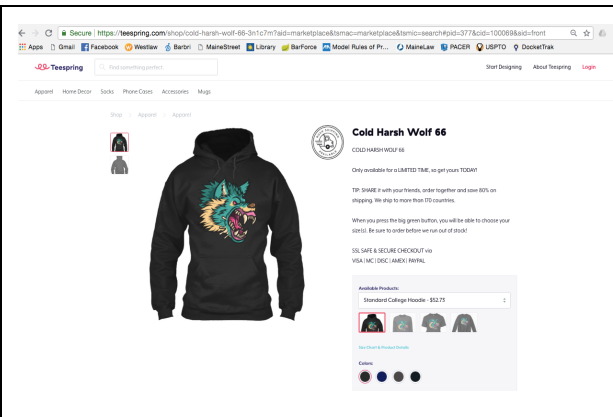 Secure | https://teespring.com/shop/cold-harsh-wolf-66-3n1c7m?aid=marketplace&tsmac=marketplace&tsmic=search#pid=377&cid=100069&sid=front
Apps Gmail Facebook Westlaw Barbri MaineStreet Library BarForce Model Rules of Pr... MaineLaw PACER USPTO DocketTrak
Teespring Find something perfect Start Designing About Teespring Login
Apparel Home Decor Socks Phone Cases Accessories Mugs
Shop Apparel Apparel
Cold Harsh Wolf 66
COLD HARSH WOLF 66
Only available for a LIMITED TIME, so get yours TODAY!
TIP: SHARE it with your friends, order together and save 80% on
shipping. We ship to more than 170 countries.
When you press the big green button, you will be able to choose your
size(s). Be sure to order before we run out of stock!
SSL SAFE & SECURE CHECKOUT via
VISA | MC | DISC | AMEX | PAYPAL
Available Products:
Standard College Hoodie - $52.73
Size Chart & Product Details
Colors: